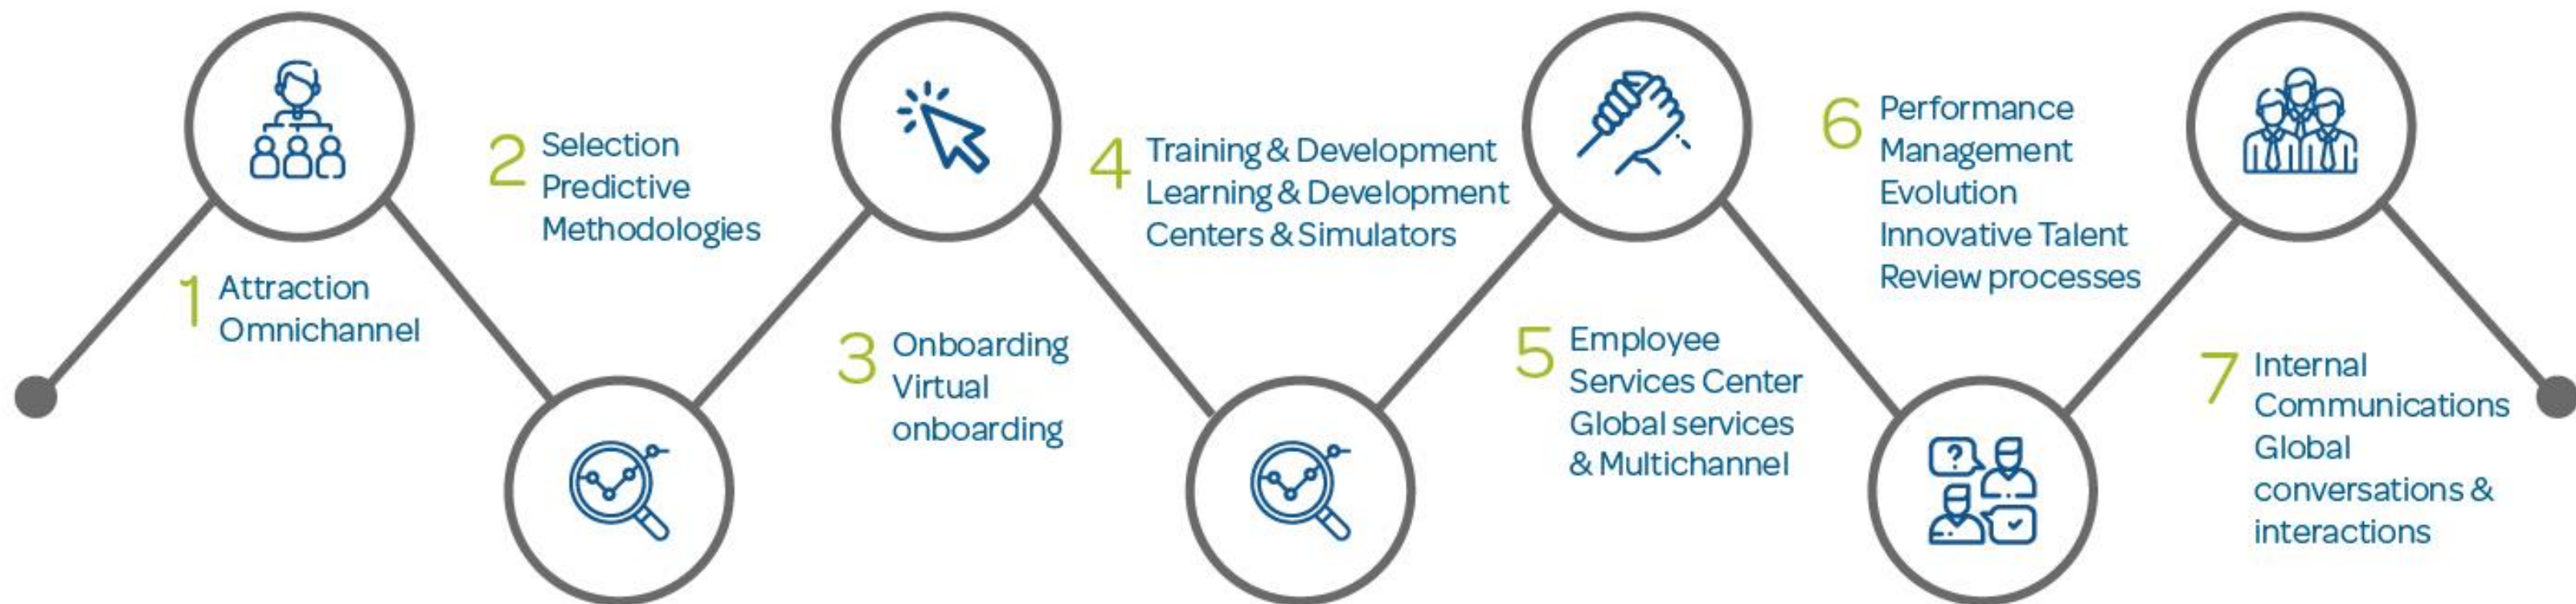 1 Attraction
Omnichannel
2 Selection
Predictive
Methodologies
3 Onboarding
Virtual
onboarding
4 Training & Development
Learning & Development
Centers & Simulators
5 Employee
Services Center
Global services
& Multichannel
6 Performance
Management
Evolution
Innovative Talent
Review processes
7 Internal
Communications
Global
conversations &
interactions